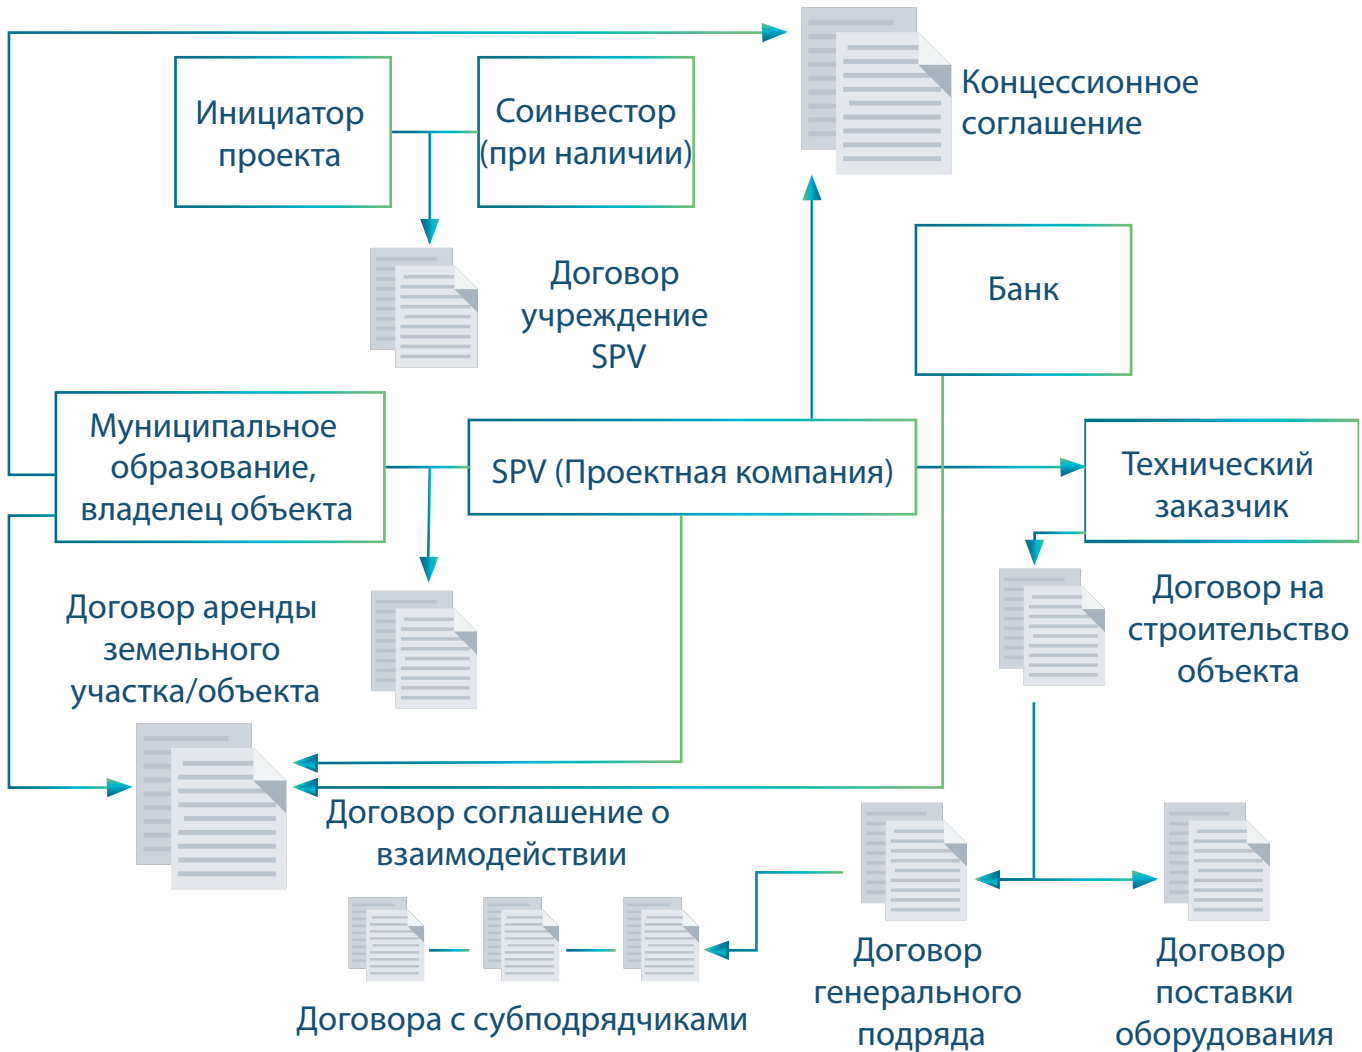 Концессионное
соглашение
Инициатор
проекта
Соинвестор
(при наличии)
Договор
учреждение
SPV
Банк
Муниципальное
образование,
владелец объекта
SPV (Проектная компания)
Технический
заказчик
Договор аренды
земельного
участка/объекта
Договор на
строительство
объекта
Договор соглашение о
взаимодействии
Договора с субподрядчиками
Договор
генерального
подряда
Договор
поставки
оборудования